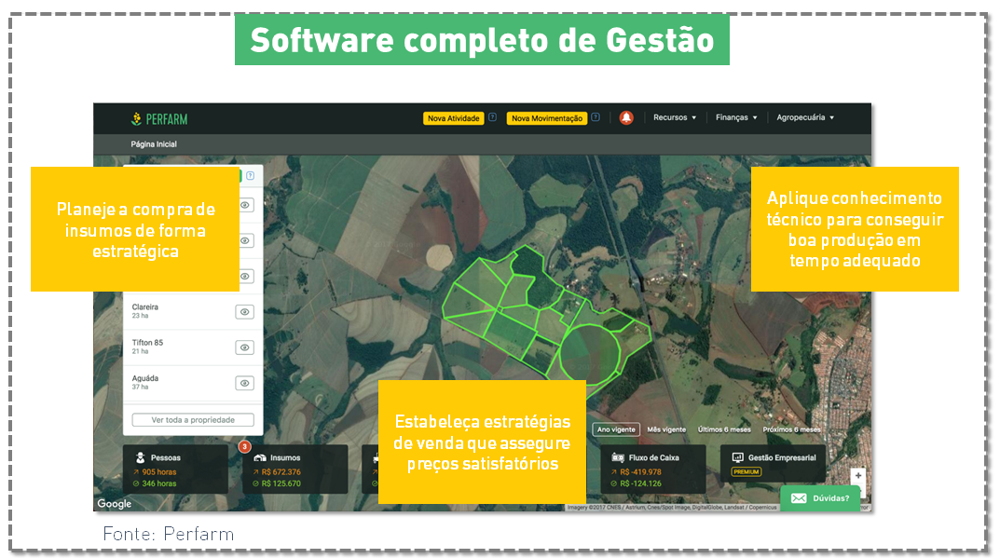 Software completo de Gestão
PERFARM
Nova Atividade ?
Nova Movimentação ?
Recursos
Finanças
Agropecuária
Página Inicial
?
Planeje a compra de
insumos de forma
estratégica
Aplique conhecimento
técnico para conseguir
boa produção em
tempo adequado
Clareira
23 ha
Tifton 85
21 ha
Aguáda
37 ha
Ver toda a propriedade
Estabeleça estratégias
de venda que assegure
preços satisfatórios
Ano vigente
Mês vigente
Últimos 6 meses
Próximos 6 meses
Pessoas
905 horas
346 horas
3
Insumos
R$ 672.376
R$ 125.670
Fluxo de Caixa
R$ -419.978
R$ -124.126
Gestão Empresarial
PREMIUM
+
Dúvidas?
Google
Imagery ©2017 CNES / Astrium, Cnes/Spot Image, DigitalGlobe, Landsat / Copernicus
Fonte: Perfarm